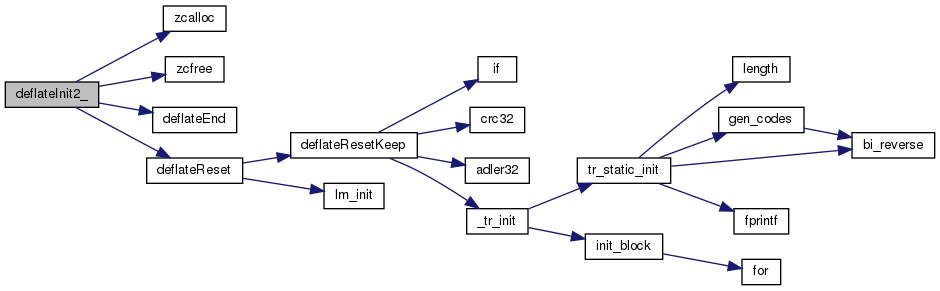 deflateInit2_
zcalloc
zcfree
deflateEnd
deflateReset
deflateResetKeep
lm_init
if
crc32
adler32
_tr_init
tr_static_init
init_block
length
gen_codes
fprintf
for
bi_reverse